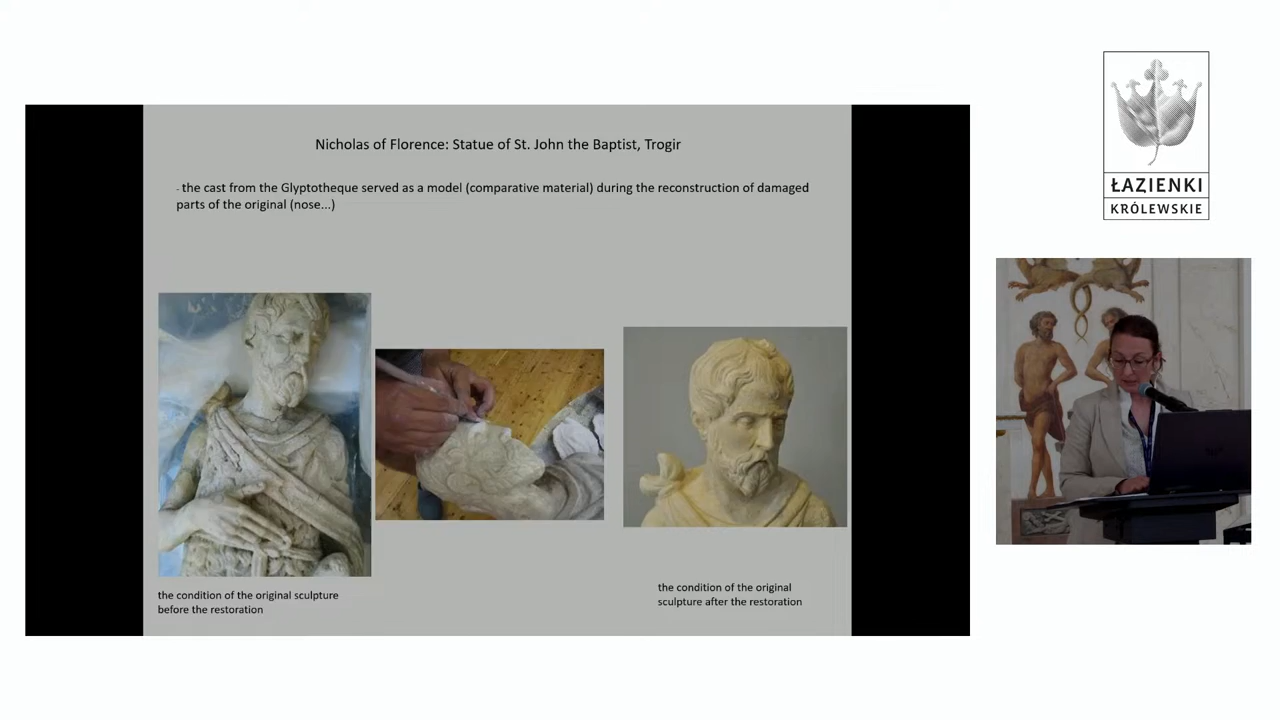 Nicholas of Florence: Statue of St. John the Baptist, Trogir
- the cast from the Glyptotheque served as a model (comparative material) during the reconstruction of damaged
parts of the original (nose...)
the condition of the original sculpture
before the restoration
the condition of the original
sculpture after the restoration
ŁAZIENKI
KRÓLEWSKIE